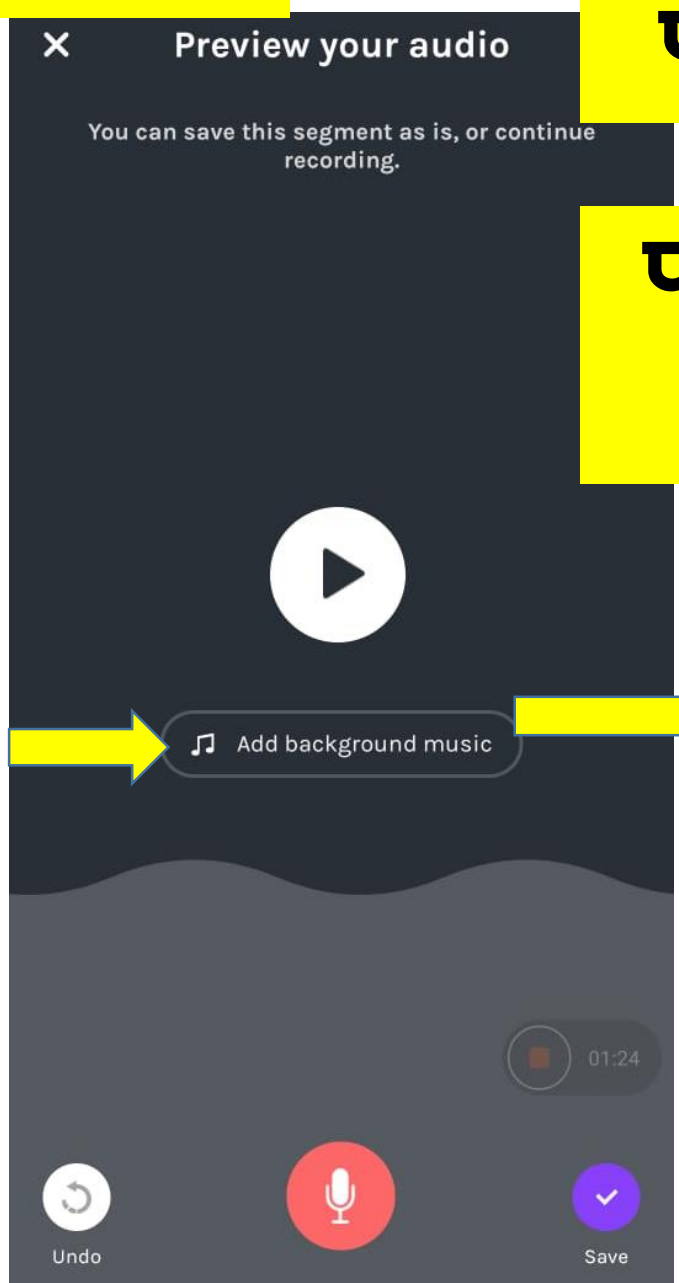 Preview your audio
You can save this segment as is, or continue
recording.
Add background music
01:24
Undo
Save